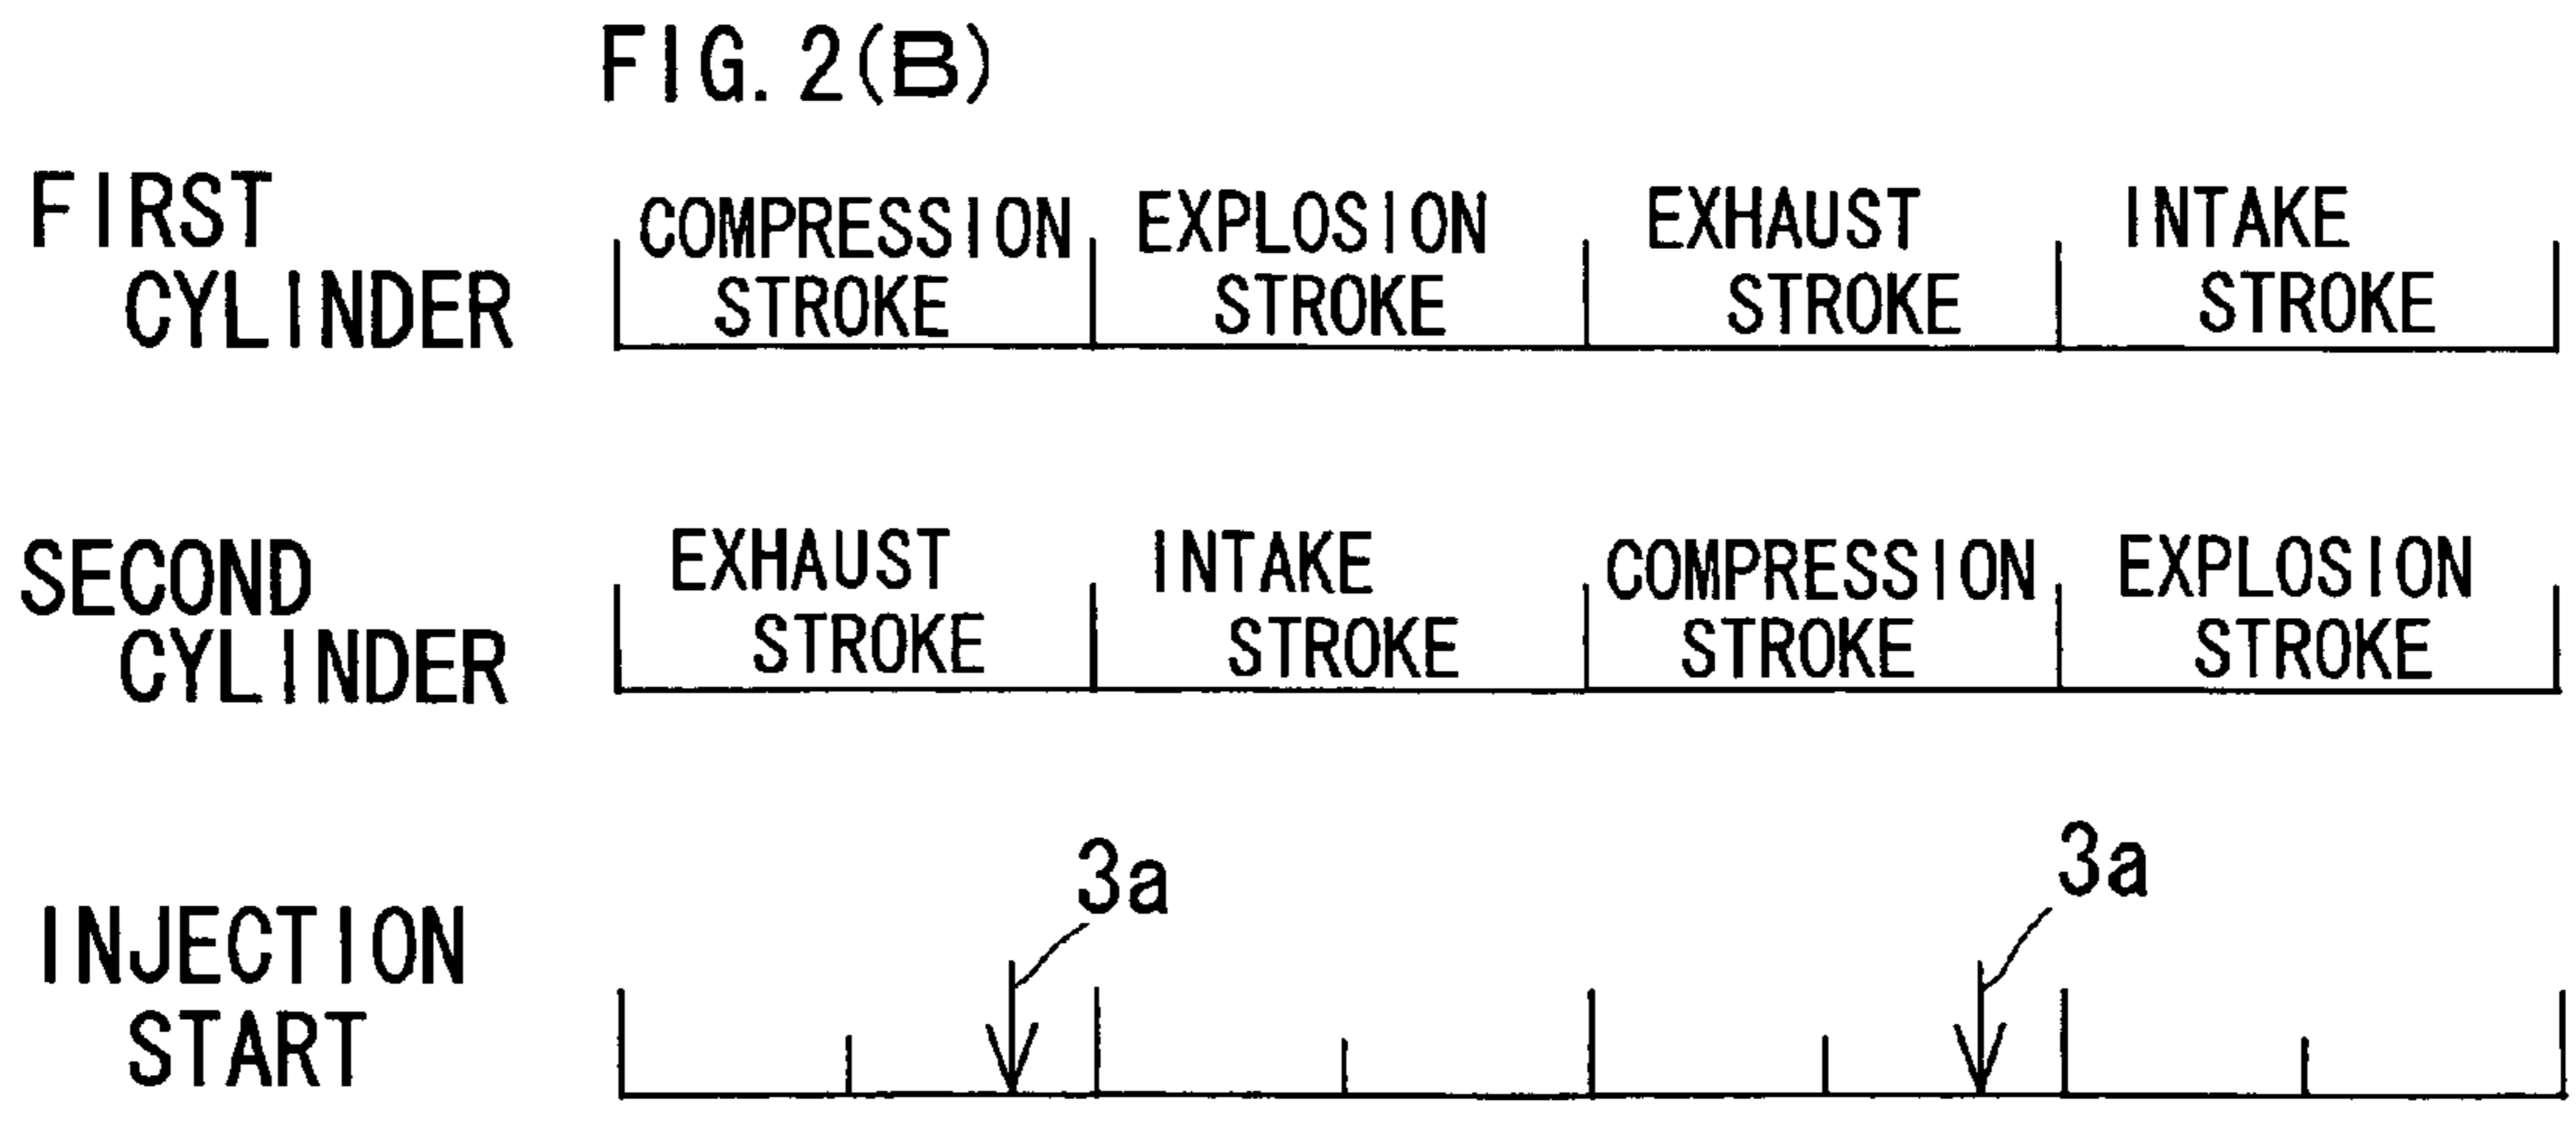 FIG. 2(B)
FIRST
CYLINDER
COMPRESSION
STROKE
EXPLOSION
STROKE
EXHAUST
STROKE
INTAKE
STROKE
SECOND
CYLINDER
EXHAUST
STROKE
INTAKE
STROKE
COMPRESSION
STROKE
EXPLOSION
STROKE
INJECTION
START
3a
3a